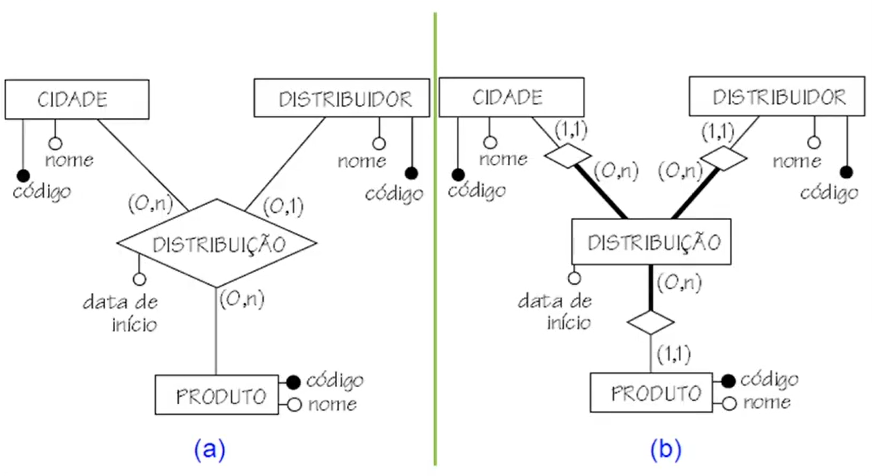 CIDADE
DISTRIBUIDOR
nome
código
nome
código
(0,n)
(0,1)
DISTRIBUIÇÃO
data de
início
(0,n)
PRODUTO
código
nome
(a)
CIDADE
DISTRIBUIDOR
(1,1)
(1,1)
nome
código
nome
código
(0,n)
(0,n)
DISTRIBUIÇÃO
data de
início
(0,n)
(1,1)
PRODUTO
código
nome
(b)